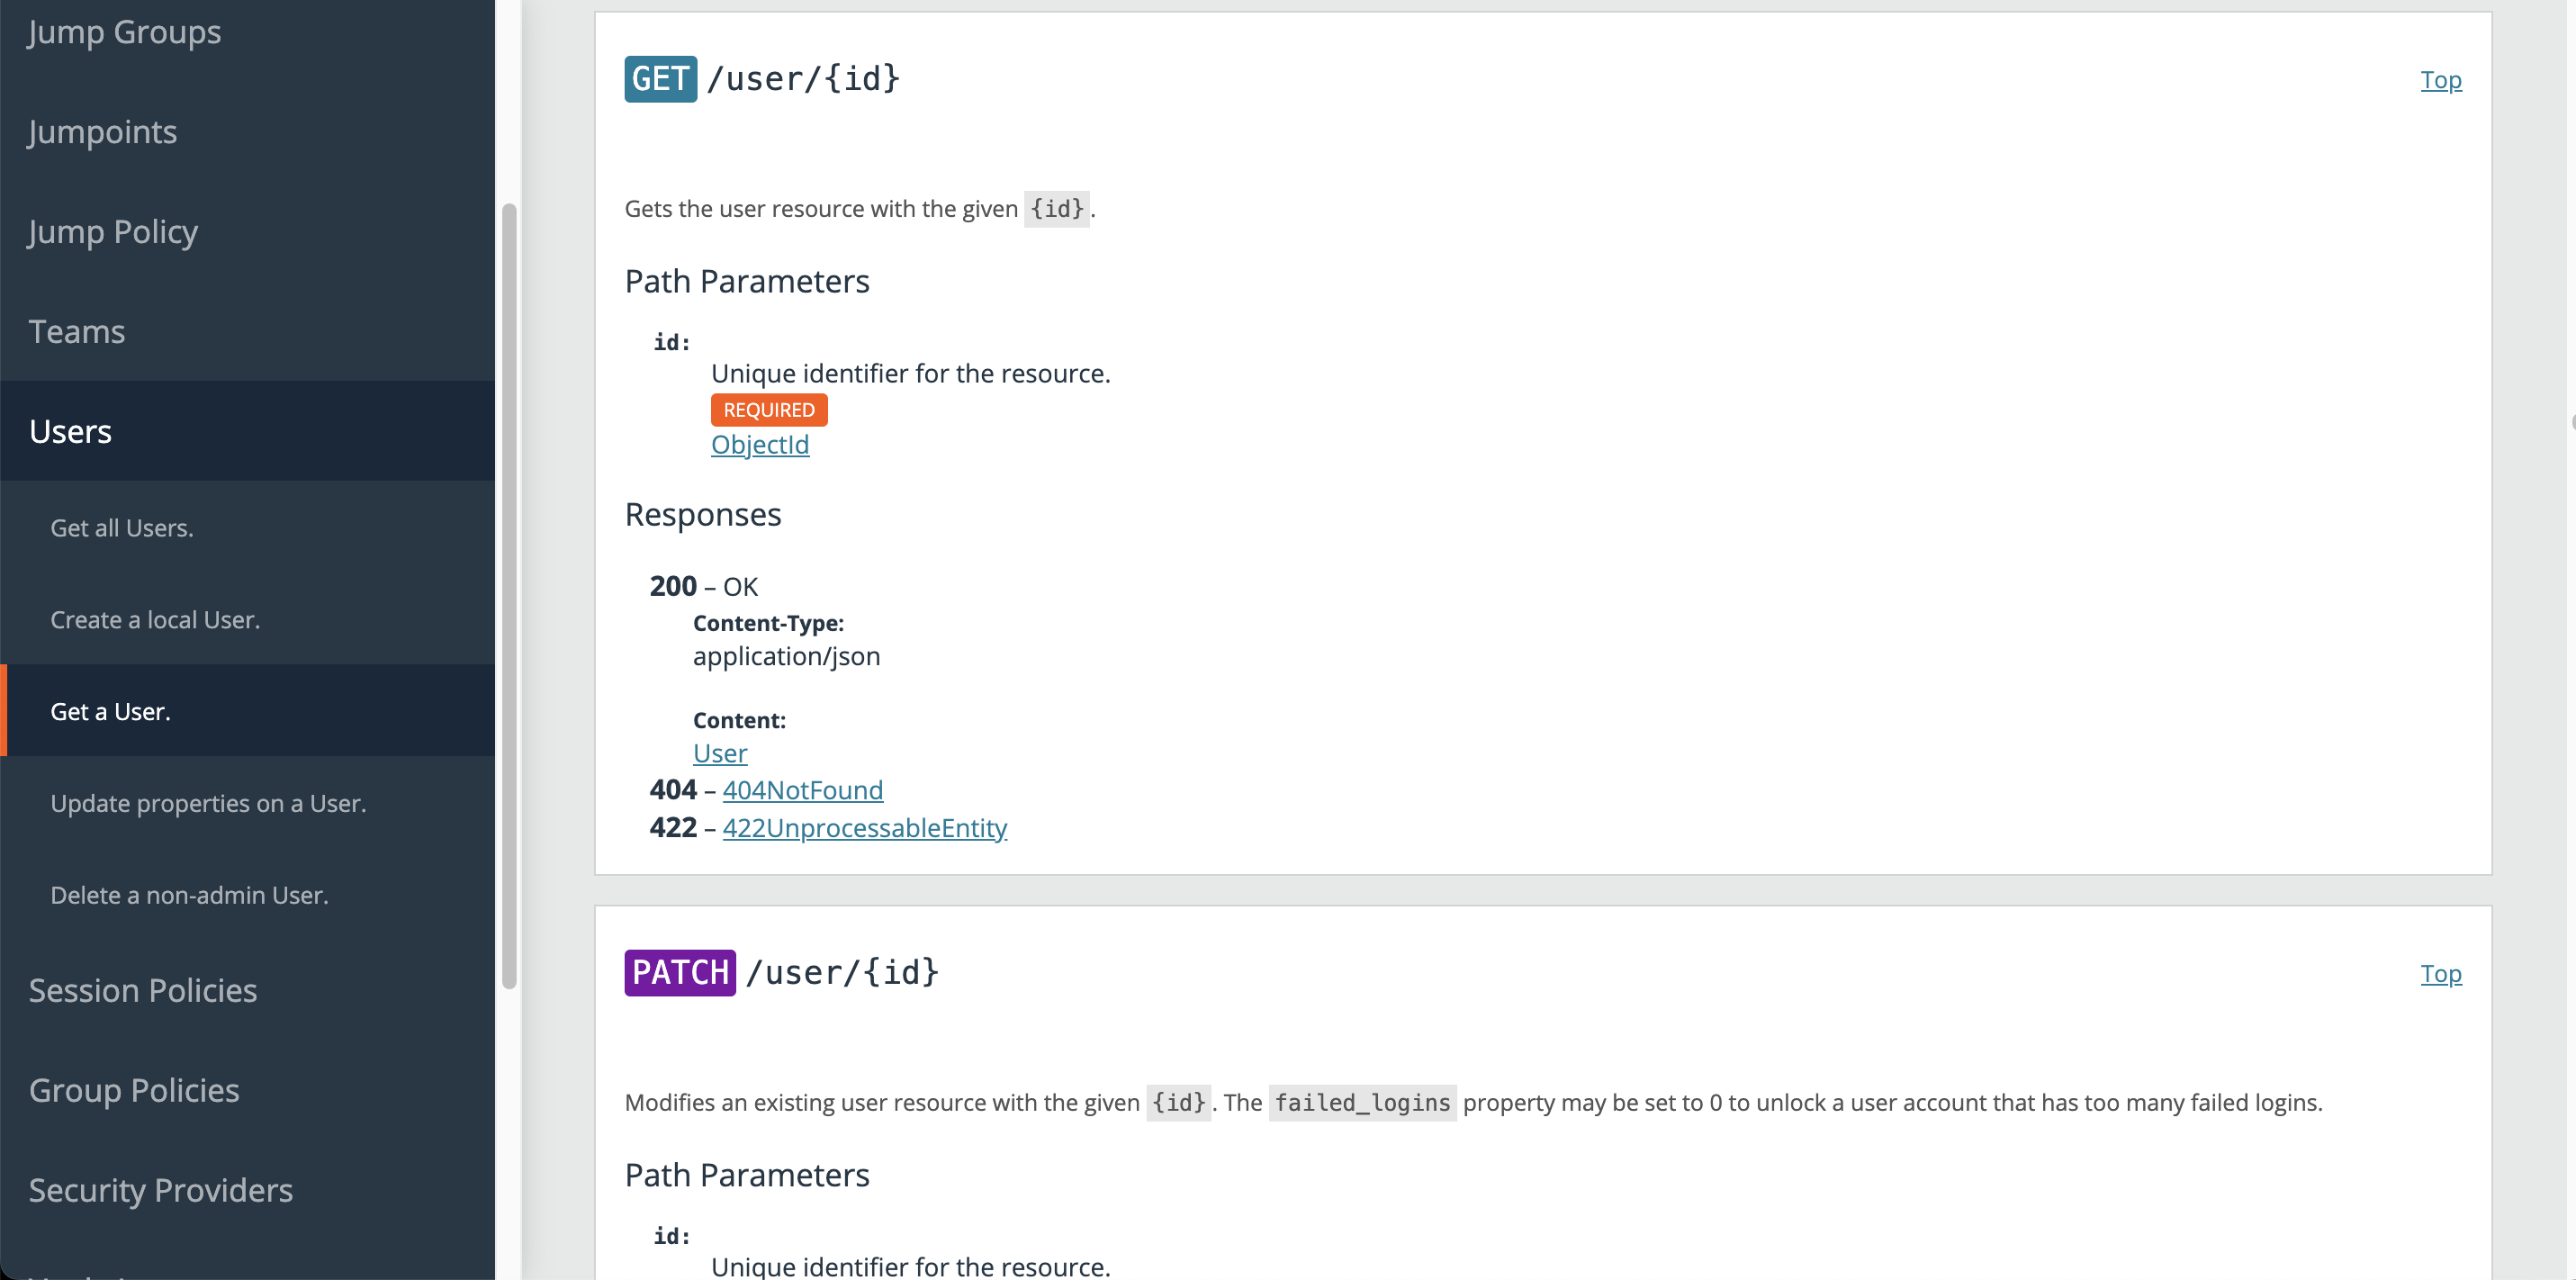 Jump Groups
Jumpoints
Jump Policy
Teams
Users
Get all Users.
Create a local User.
Get a User.
Update properties on a User.
Delete a non-admin User.
Session Policies
Group Policies
Security Providers
GET /user/{id}
Top
Gets the user resource with the given {id}.
Path Parameters
id:
Unique identifier for the resource.
REQUIRED
ObjectId
Responses
200 – OK
Content-Type:
application/json
Content:
User
404 – 404NotFound
422 – 422UnprocessableEntity
PATCH /user/{id}
Top
Modifies an existing user resource with the given {id}. The failed_logins property may be set to 0 to unlock a user account that has too many failed logins.
Path Parameters
id:
Unique identifier for the resource.